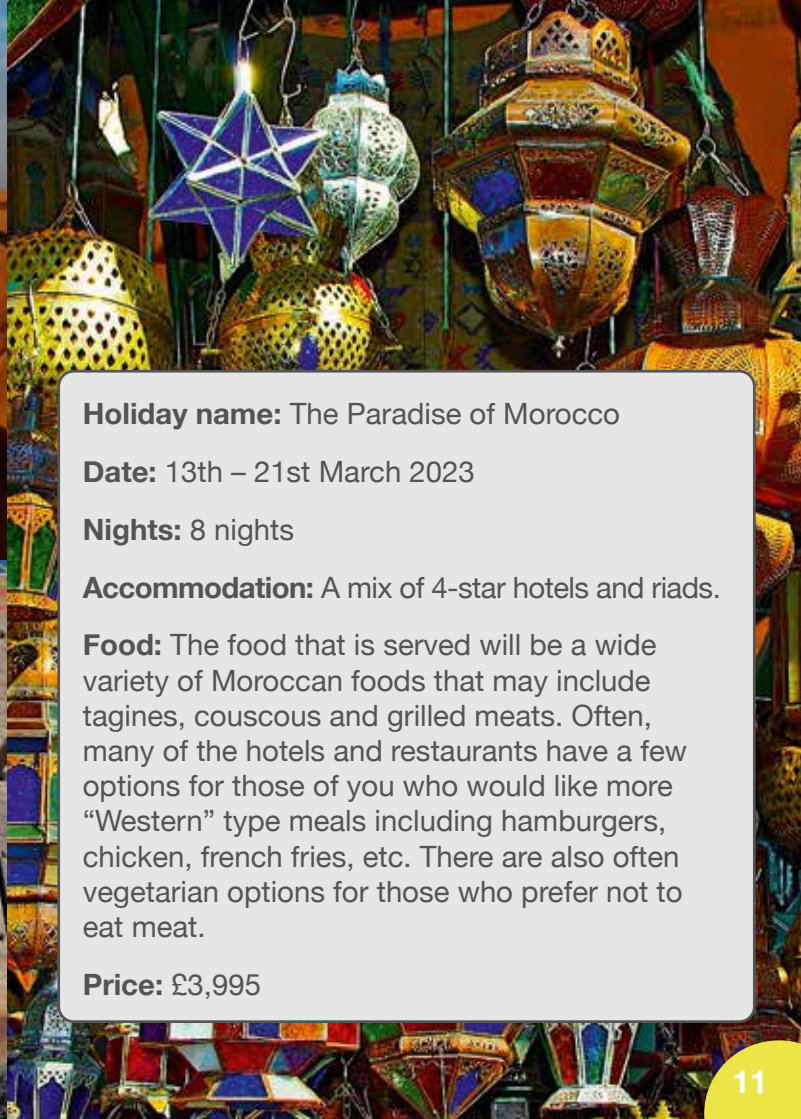 Holiday name: The Paradise of Morocco
Date: 13th – 21st March 2023
Nights: 8 nights
Accommodation: A mix of 4-star hotels and riads.
Food: The food that is served will be a wide
variety of Moroccan foods that may include
tagines, couscous and grilled meats. Often,
many of the hotels and restaurants have a few
options for those of you who would like more
“Western” type meals including hamburgers,
chicken, french fries, etc. There are also often
vegetarian options for those who prefer not to
eat meat.
Price: £3,995
11